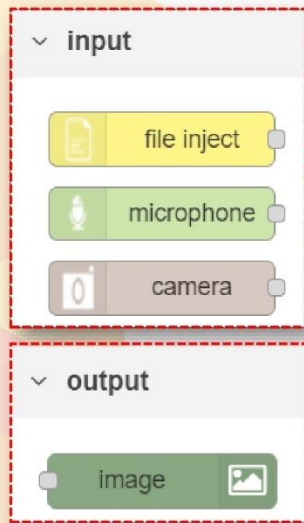 input
file inject
microphone
camera
output
image